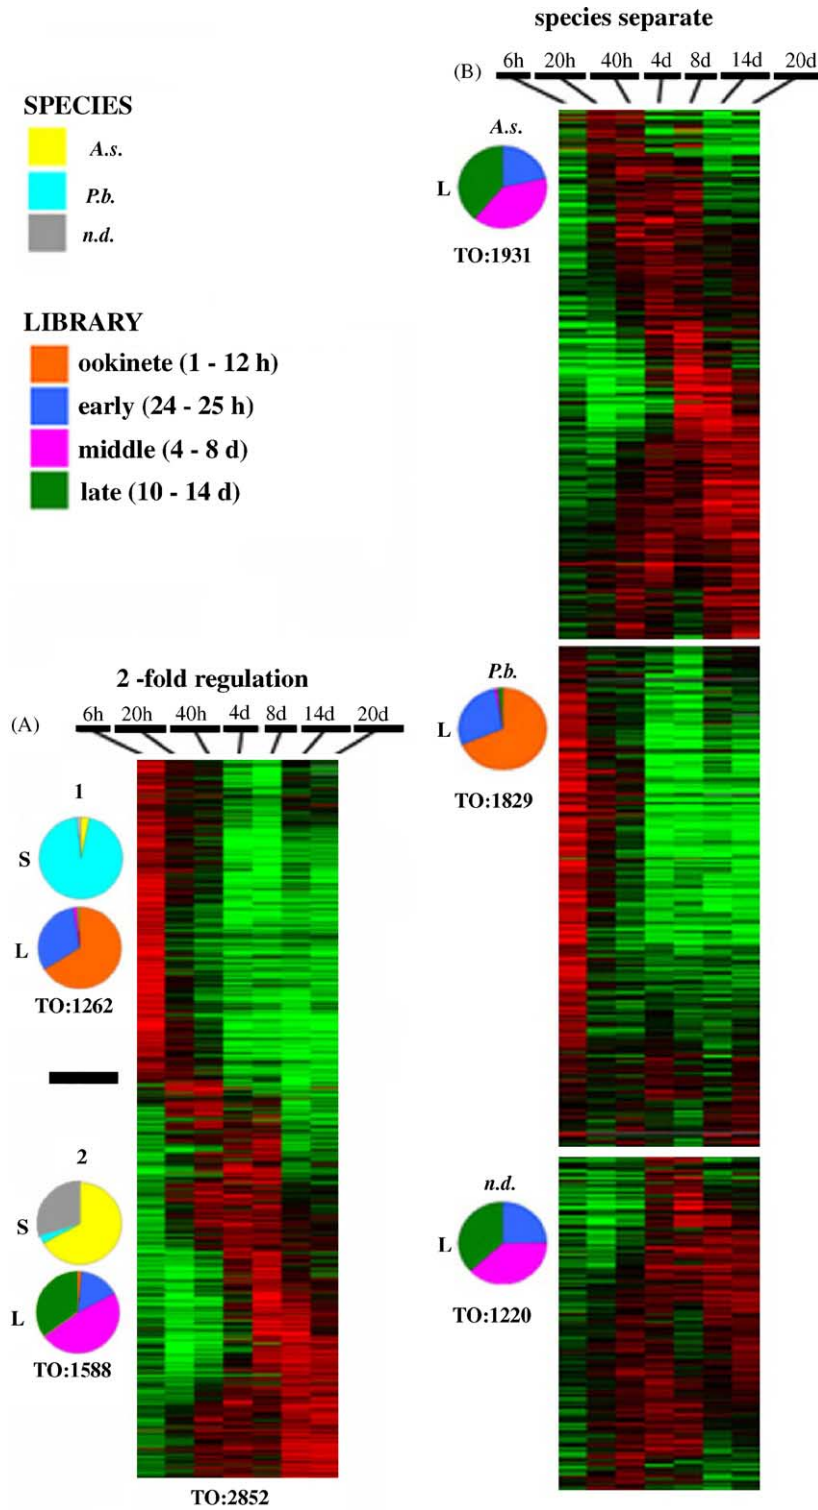 species separate
(B) 6h 20h 40h 4d 8d 14d 20d
SPECIES
A.s.
P.b.
n.d.
LIBRARY
ookinete (1 - 12 h)
early (24 - 25 h)
middle (4 - 8 d)
late (10 - 14 d)
A.s.
L
TO:1931
P.b.
L
TO:1829
n.d.
L
TO:1220
2 -fold regulation
(A) 6h 20h 40h 4d 8d 14d 20d
1
S
L
TO:1262
2
S
L
TO:1588
TO:2852